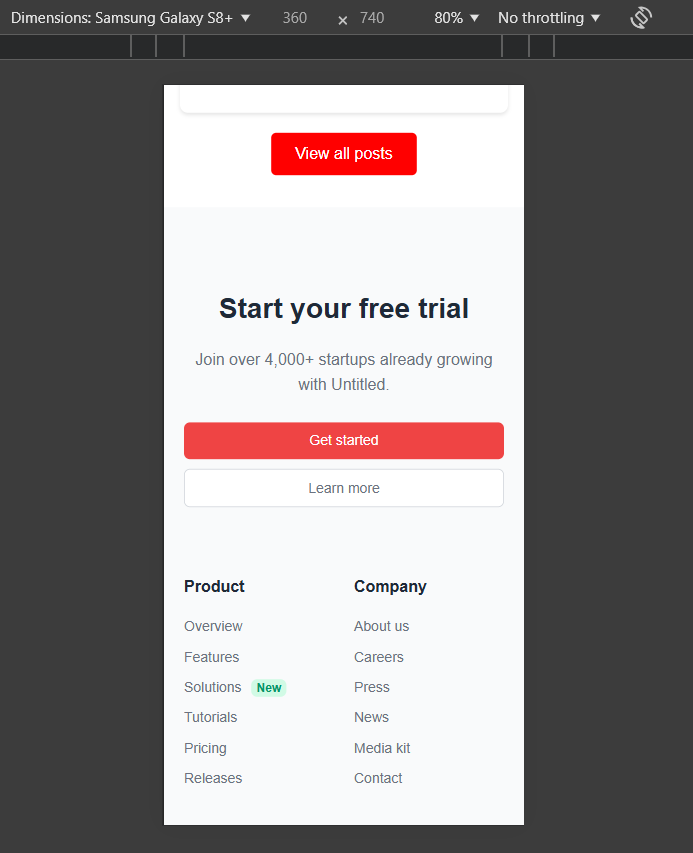 Dimensions: Samsung Galaxy S8+ ▼ 360 × 740 80% ▼ No throttling ▼
View all posts
Start your free trial
Join over 4,000+ startups already growing
with Untitled.
Get started
Learn more
Product
Overview
Features
Solutions New
Tutorials
Pricing
Releases
Company
About us
Careers
Press
News
Media kit
Contact